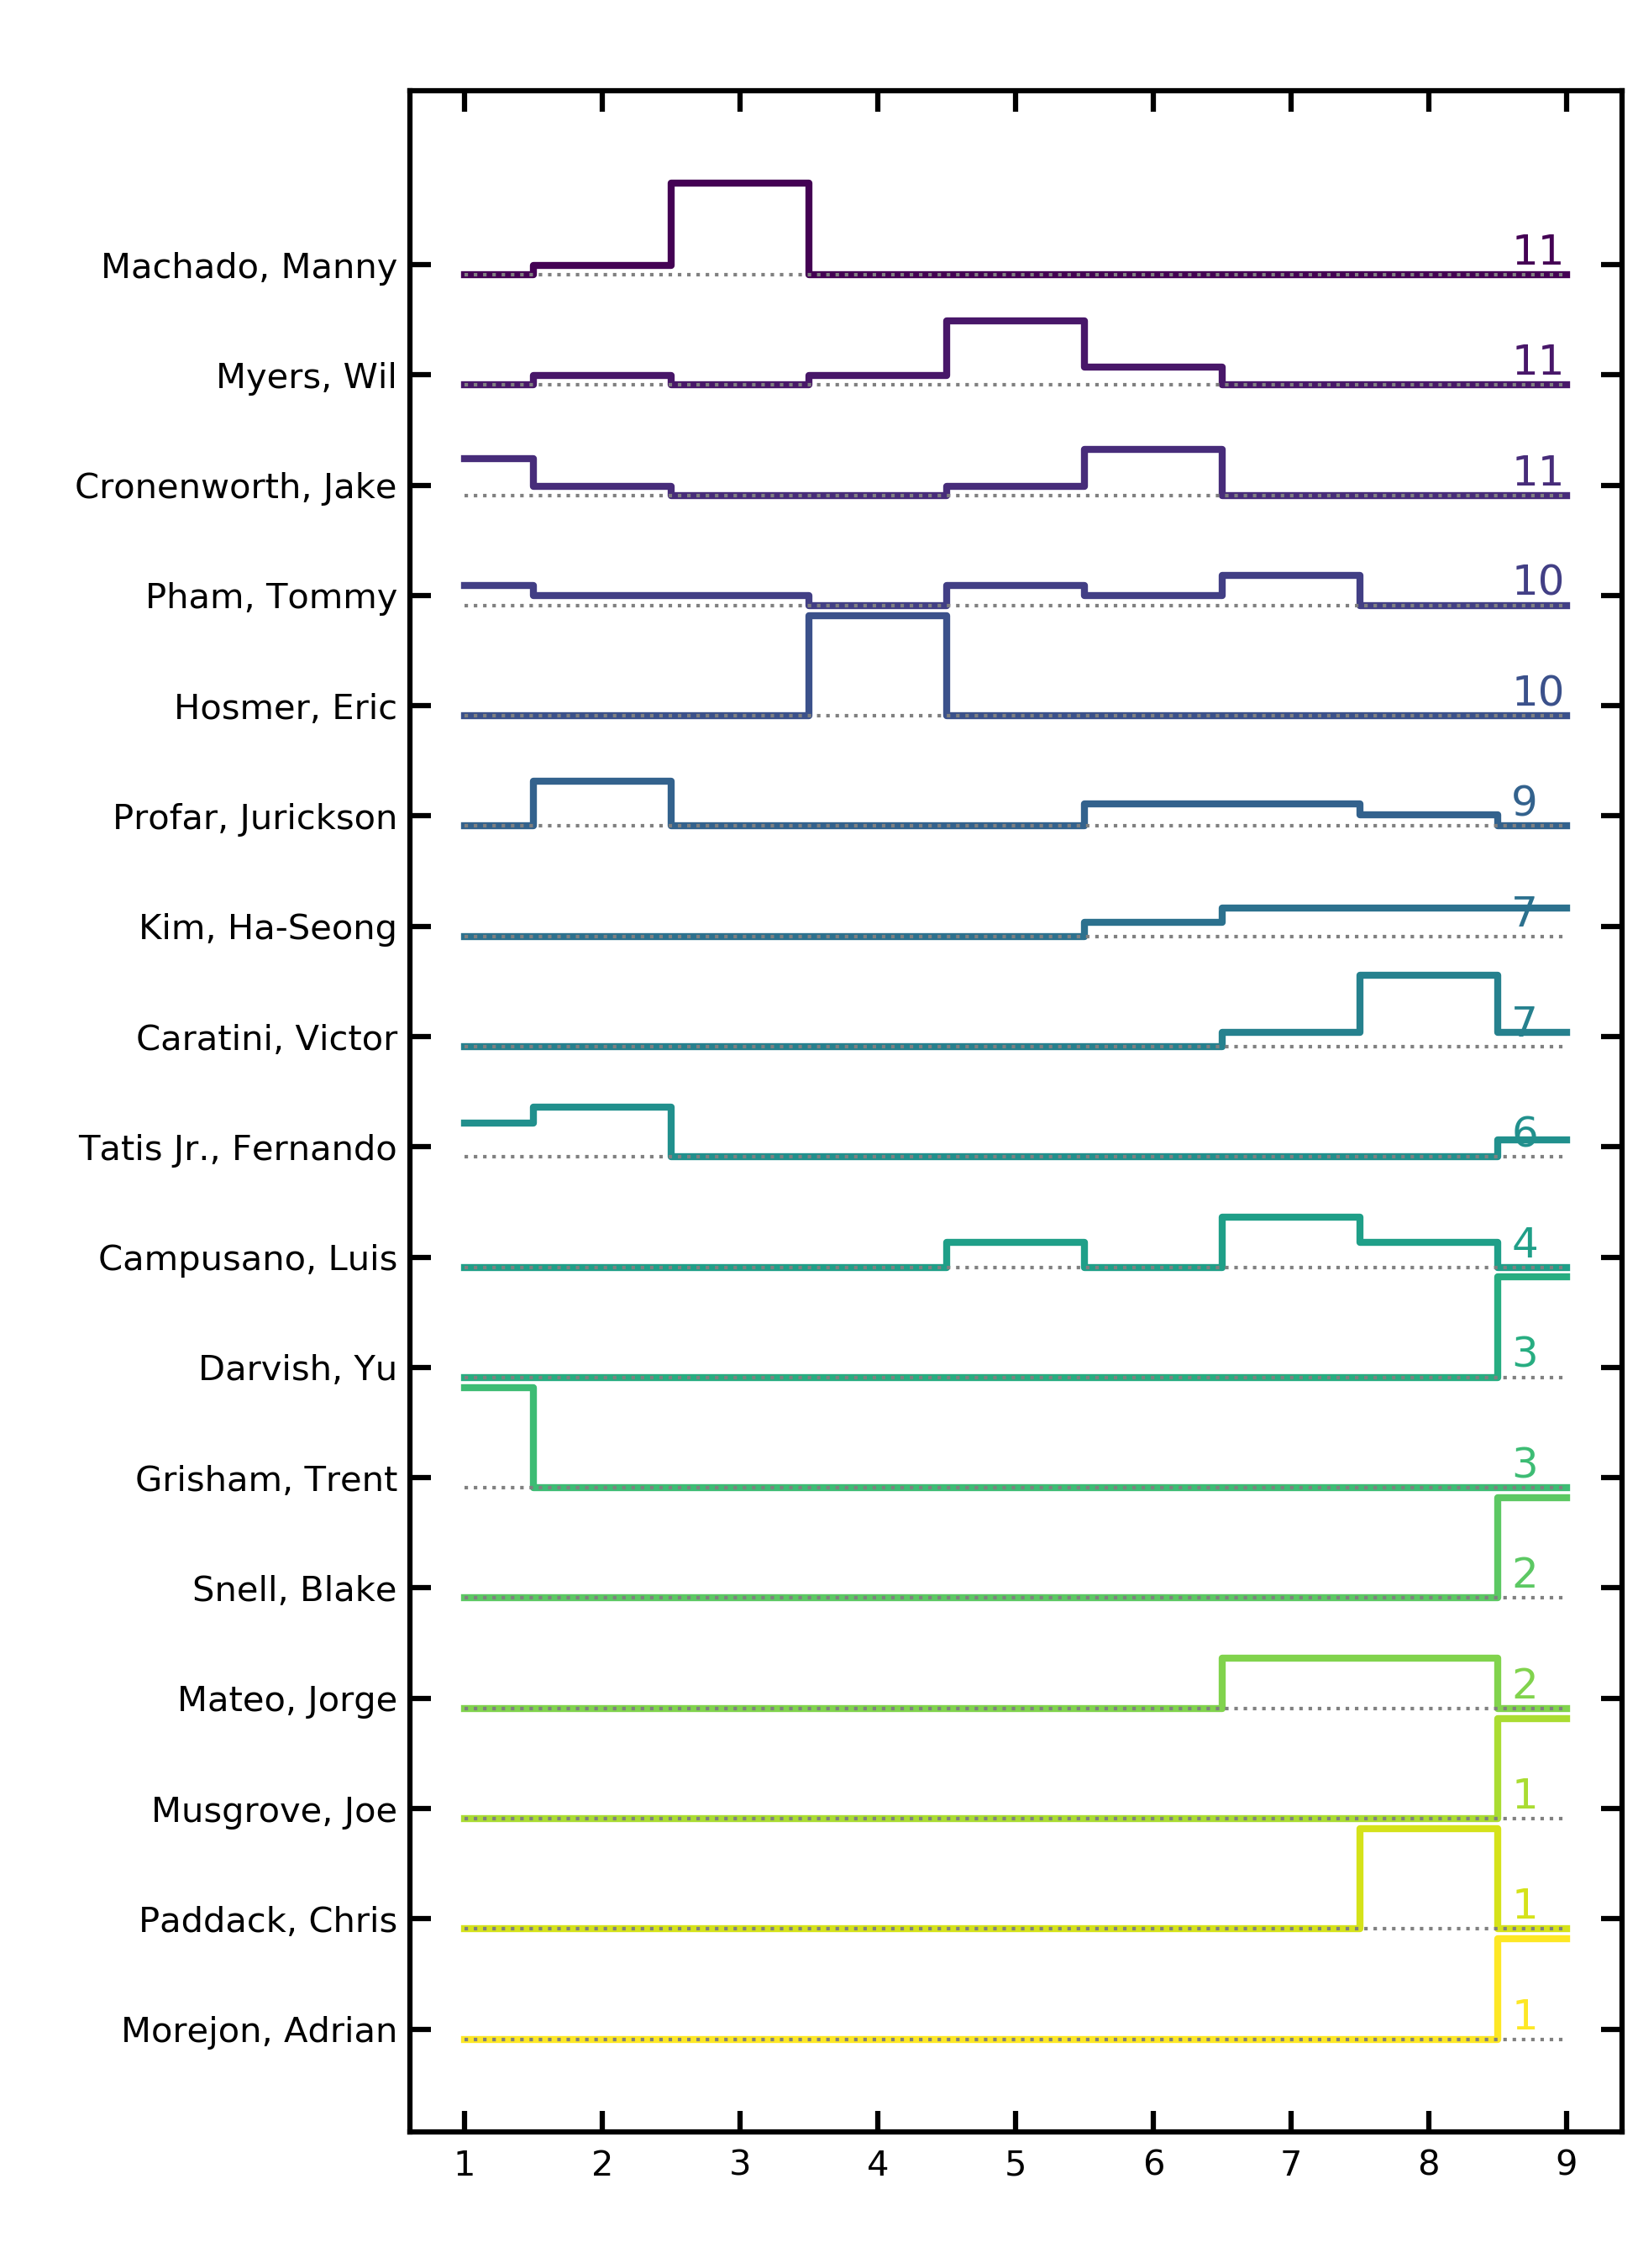 Machado, Manny 11
Myers, Wil 11
Cronenworth, Jake 11
Pham, Tommy 10
Hosmer, Eric 10
Profar, Jurickson 9
Kim, Ha-Seong 7
Caratini, Victor 7
Tatis Jr., Fernando 6
Campusano, Luis 4
Darvish, Yu 3
Grisham, Trent 3
Snell, Blake 2
Mateo, Jorge 2
Musgrove, Joe 1
Paddack, Chris 1
Morejon, Adrian 1
1 2 3 4 5 6 7 8 9